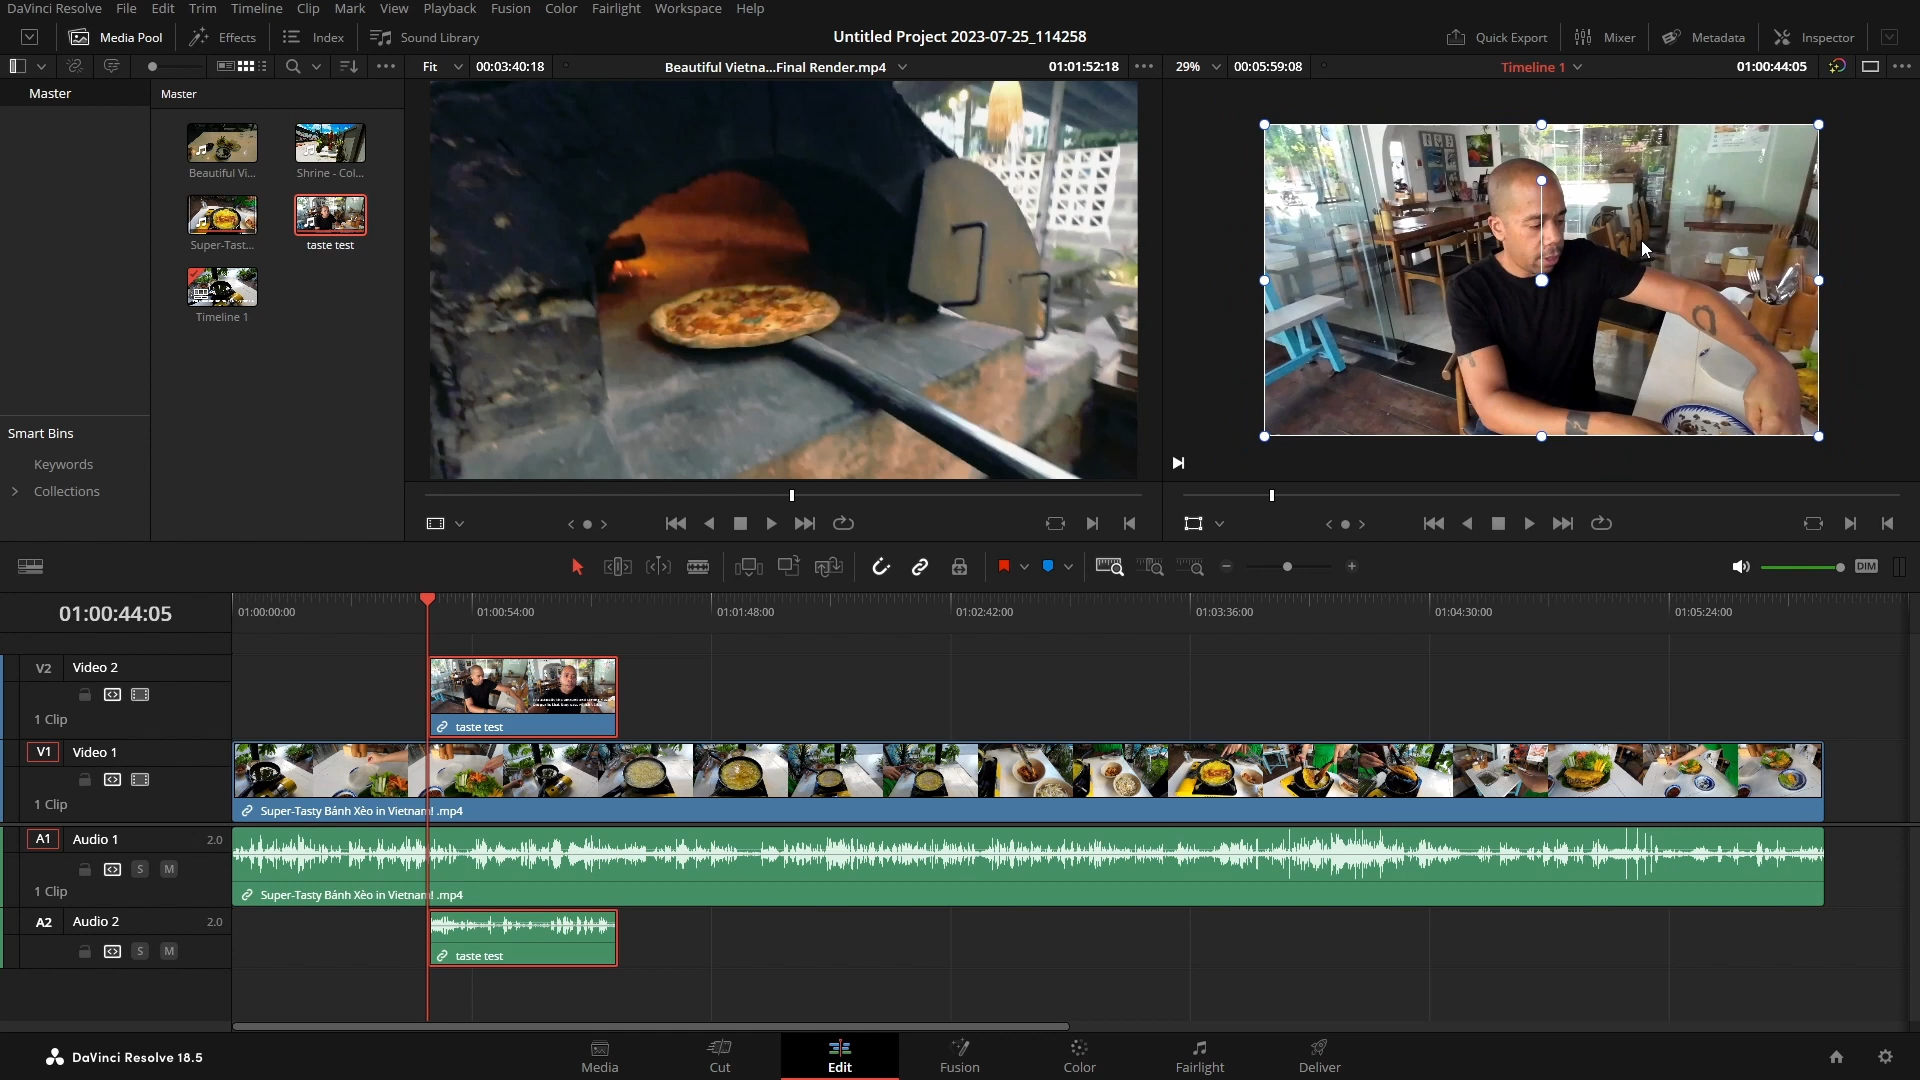 DaVinci Resolve File Edit Trim Timeline Clip Mark View Playback Fusion Color Fairlight Workspace Help
Media Pool Effects Index Sound Library Untitled Project 2023-07-25_114258 Quick Export Mixer Metadata Inspector
Fit 00:03:40:18 Beautiful Vietna...Final Render.mp4 01:01:52:18 29% 00:05:59:08 Timeline 1 01:00:44:05
Master
Master
Beautiful Vi... Shrine - Col...
Super-Tast... taste test
Timeline 1
Smart Bins
Keywords
Collections
DIM
01:00:44:05
01:00:00:00 01:00:54:00 01:01:48:00 01:02:42:00 01:03:36:00 01:04:30:00 01:05:24:00
V2 Video 2
1 Clip
taste test
V1 Video 1
1 Clip
Super-Tasty Bánh Xèo in Vietnam! .mp4
A1 Audio 1 2.0
S M
1 Clip
Super-Tasty Bánh Xèo in Vietnam! .mp4
A2 Audio 2 2.0
S M
taste test
DaVinci Resolve 18.5
Media Cut Edit Fusion Color Fairlight Deliver